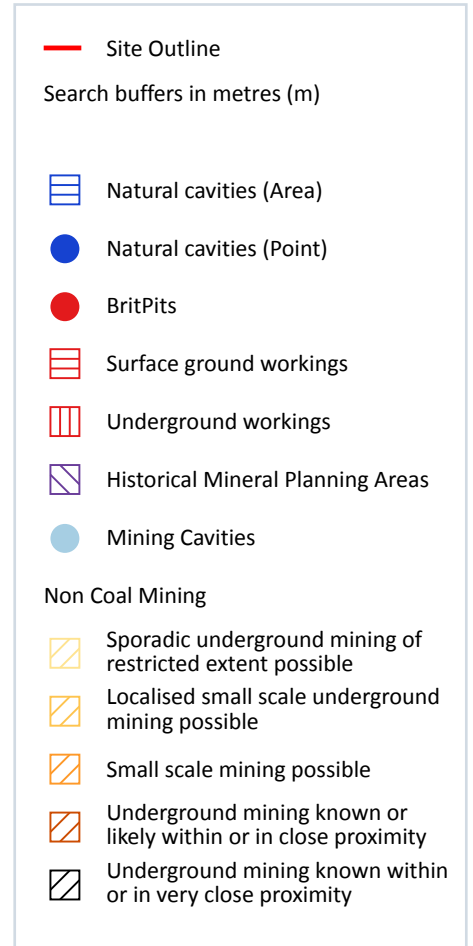 Site Outline
Search buffers in metres (m)
Natural cavities (Area)
Natural cavities (Point)
BritPits
Surface ground workings
Underground workings
Historical Mineral Planning Areas
Mining Cavities
Non Coal Mining
Sporadic underground mining of
restricted extent possible
Localised small scale underground
mining possible
Small scale mining possible
Underground mining known or
likely within or in close proximity
Underground mining known within
or in very close proximity